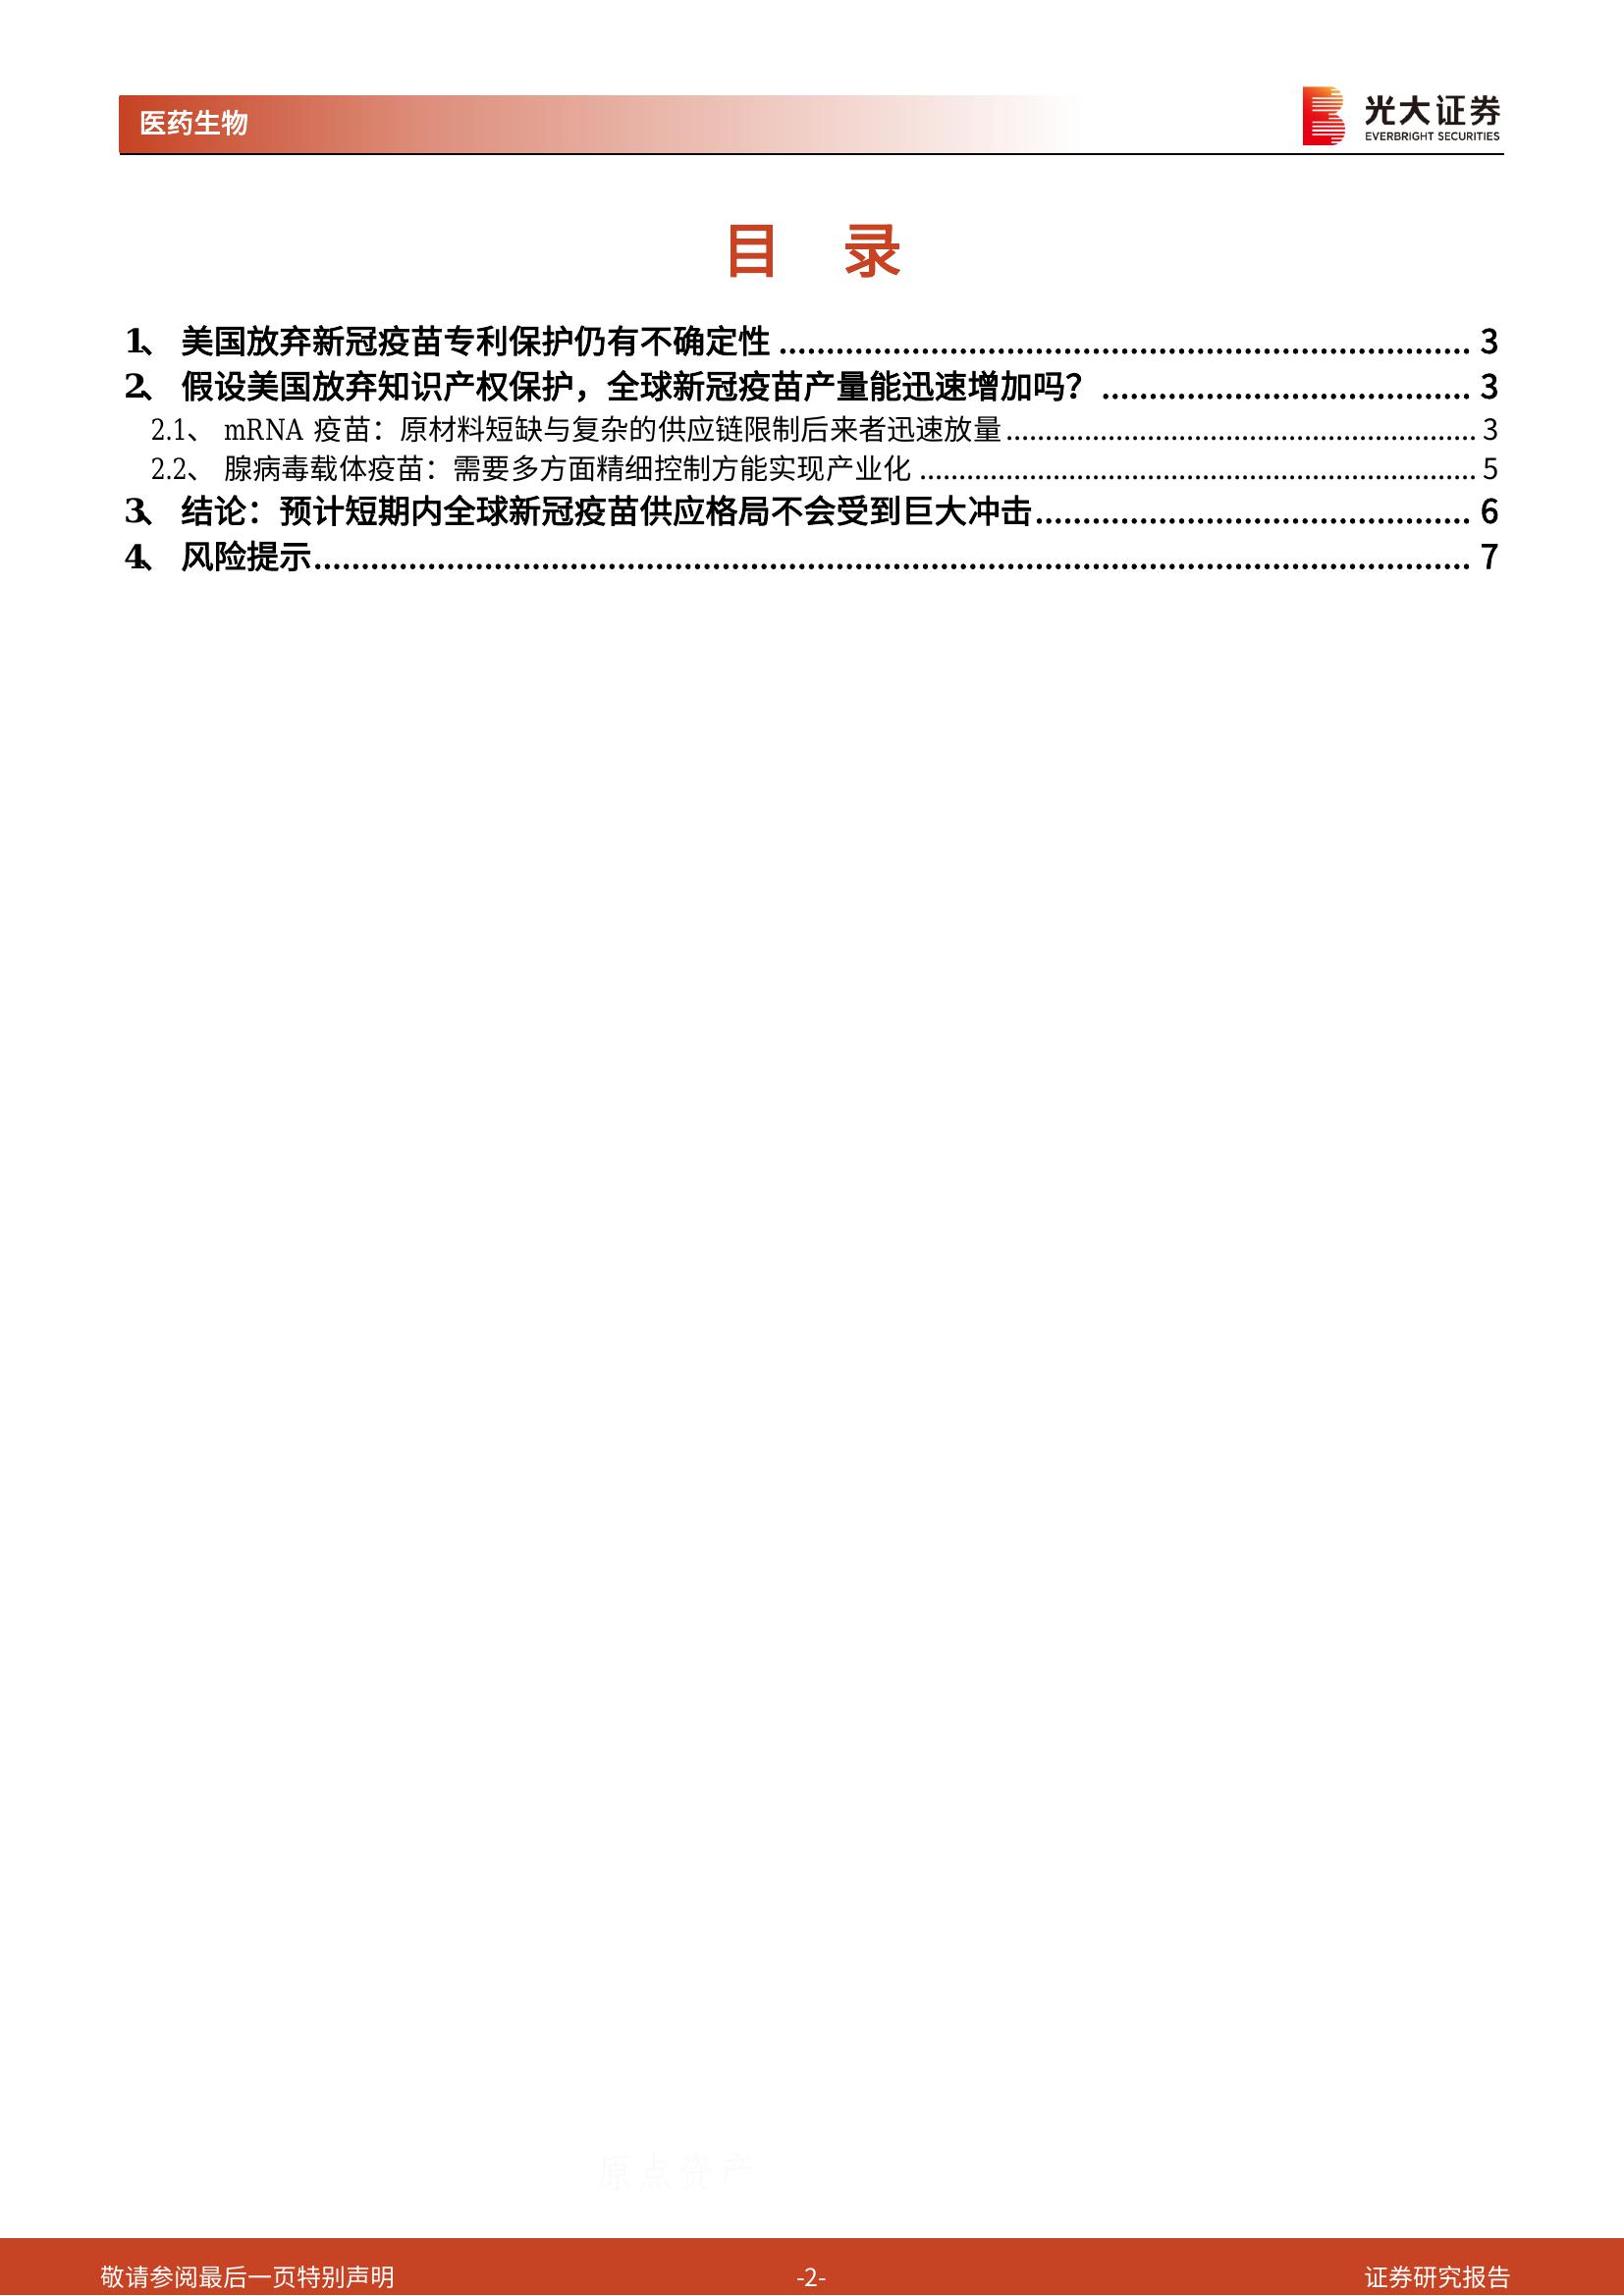 医药生物
光大证券
EVERBRIGHT SECURITIES
目 录
1、 美国放弃新冠疫苗专利保护仍有不确定性 ........................................................................ 3
2、 假设美国放弃知识产权保护，全球新冠疫苗产量能迅速增加吗？ ...................................... 3
2.1、 mRNA 疫苗：原材料短缺与复杂的供应链限制后来者迅速放量 .................................................... 3
2.2、 腺病毒载体疫苗：需要多方面精细控制方能实现产业化 .............................................................. 5
3、 结论：预计短期内全球新冠疫苗供应格局不会受到巨大冲击 ............................................. 6
4、 风险提示 ......................................................................................................................... 7
原点资产
敬请参阅最后一页特别声明
-2-
证券研究报告